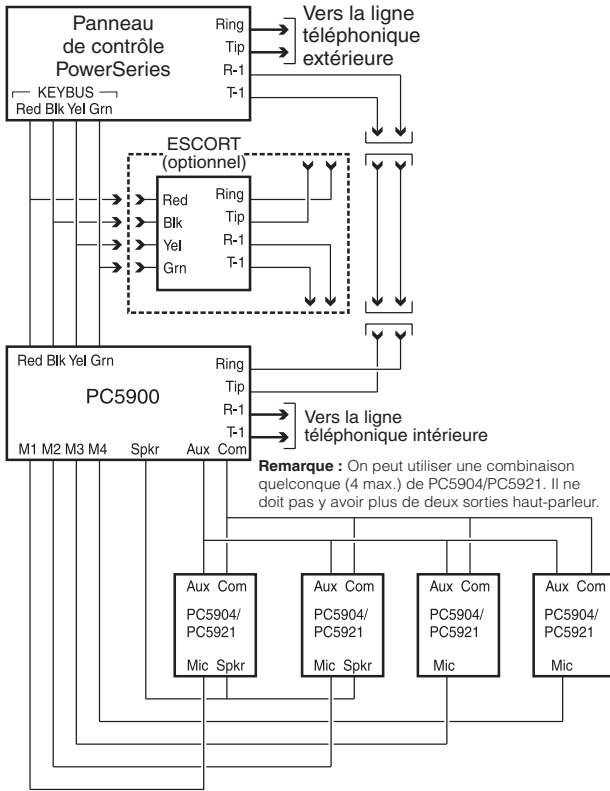 Panneau
de contrôle
PowerSeries
KEYBUS
Red Blk Yel Grn
Ring
Tip
R-1
T-1
Vers la ligne
téléphonique
extérieure
ESCORT
(optionnel)
Red
Blk
Yel
Grn
Ring
Tip
R-1
T-1
Red Blk Yel Grn
PC5900
Ring
Tip
R-1
T-1
M1 M2 M3 M4 Spkr Aux Com
Vers la ligne
téléphonique intérieure
Remarque : On peut utiliser une combinaison
quelconque (4 max.) de PC5904/PC5921. Il ne
doit pas y avoir plus de deux sorties haut-parleur.
Aux Com
PC5904/
PC5921
Mic Spkr
Aux Com
PC5904/
PC5921
Mic Spkr
Aux Com
PC5904/
PC5921
Mic
Aux Com
PC5904/
PC5921
Mic